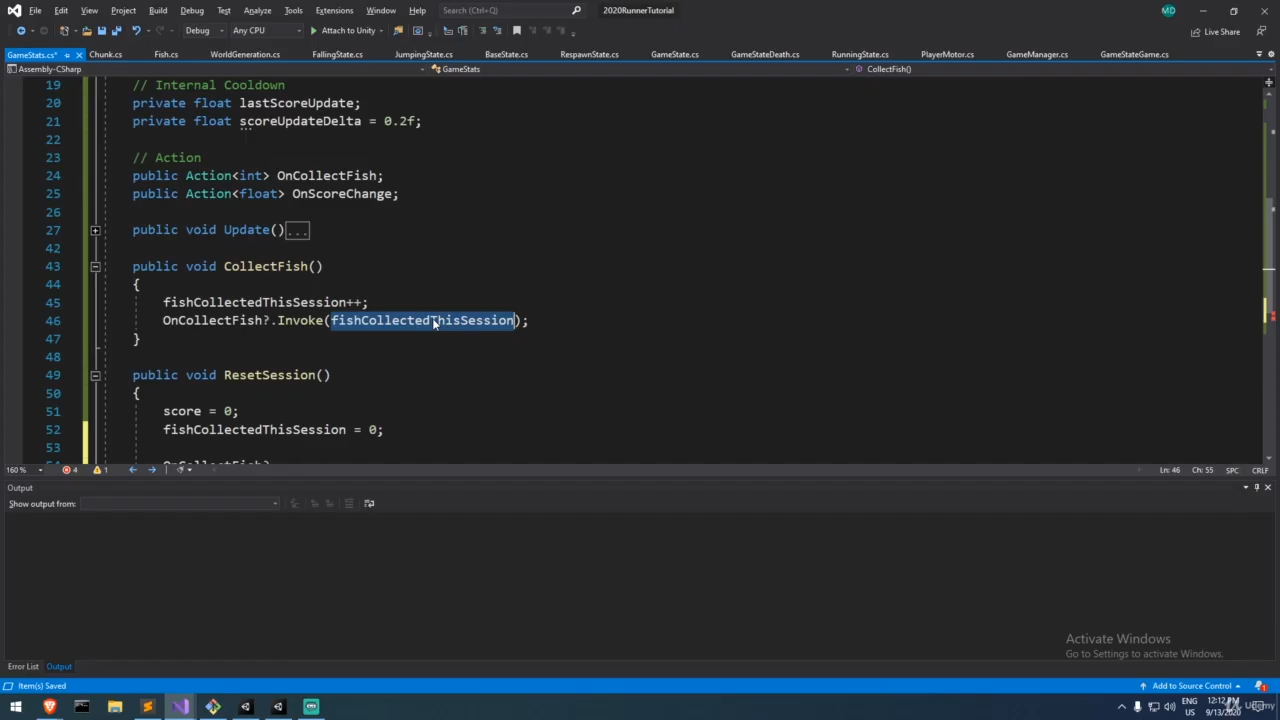 File Edit View Project Build Debug Test Analyze Tools Extensions Window Help Search (Ctrl+Q) 2020RunnerTutorial MD
Debug Any CPU Attach to Unity Live Share
GameStats.cs* Chunk.cs Fish.cs WorldGeneration.cs FallingState.cs JumpingState.cs BaseState.cs RespawnState.cs GameState.cs GameStateDeath.cs RunningState.cs PlayerMotor.cs GameManager.cs GameStateGame.cs
Assembly-CSharp GameStats CollectFish()
19 // Internal Cooldown
20 private float lastScoreUpdate;
21 private float scoreUpdateDelta = 0.2f;
22
23 // Action
24 public Action<int> OnCollectFish;
25 public Action<float> OnScoreChange;
26
27 public void Update()...
42
43 public void CollectFish()
44 {
45 fishCollectedThisSession++;
46 OnCollectFish?.Invoke(fishCollectedThisSession);
47 }
48
49 public void ResetSession()
50 {
51 score = 0;
52 fishCollectedThisSession = 0;
53
54 OnCollectFish?
160 % 4 1 Ln: 46 Ch: 55 SPC CRLF
Output
Show output from:
Activate Windows
Go to Settings to activate Windows.
Error List Output
Item(s) Saved Add to Source Control 1
ENG 12:12 PM
US 9/13/2020
Udemy